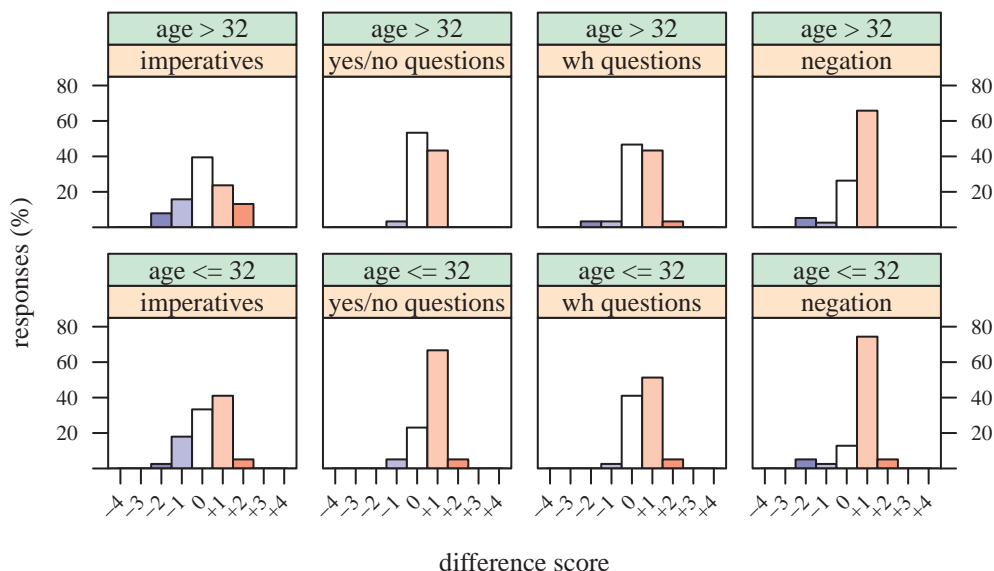 age > 32 age > 32 age > 32 age > 32
imperatives yes/no questions wh questions negation
80 80
60 60
40 40
20 20
responses (%)
age <= 32 age <= 32 age <= 32 age <= 32
imperatives yes/no questions wh questions negation
80 80
60 60
40 40
20 20
−4 −3 −2 −1 0 +1 +2 +3 +4 −4 −3 −2 −1 0 +1 +2 +3 +4 −4 −3 −2 −1 0 +1 +2 +3 +4 −4 −3 −2 −1 0 +1 +2 +3 +4
difference score